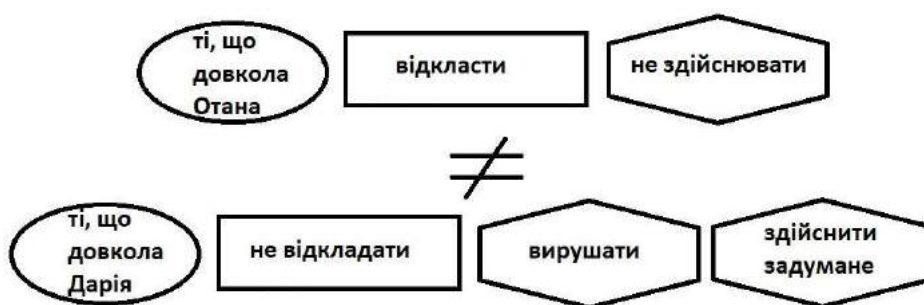 ті, що
довкола
Отана
відкласти
не здійснювати
≠
ті, що
довкола
Дарія
не відкладати
вирушати
здійснити
задумане